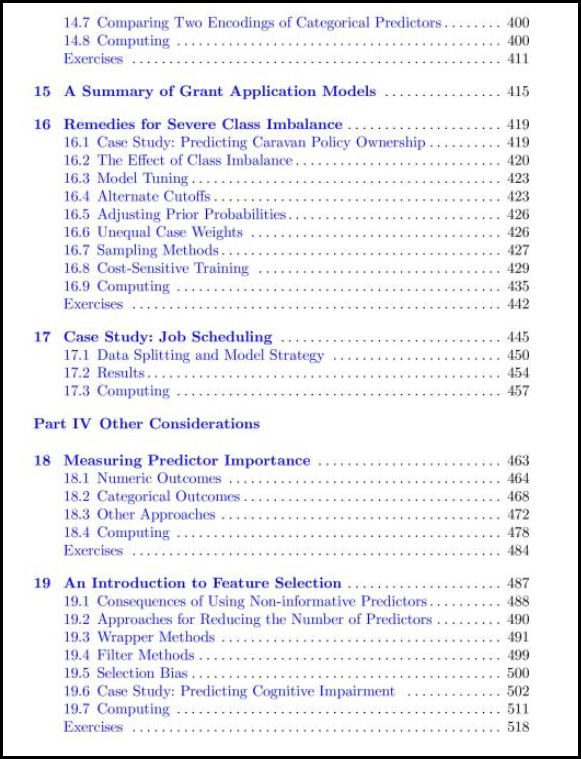 14.7 Comparing Two Encodings of Categorical Predictors ........ 400
14.8 Computing ............................................ 400
Exercises .................................................. 411
15 A Summary of Grant Application Models ................ 415
16 Remedies for Severe Class Imbalance ..................... 419
16.1 Case Study: Predicting Caravan Policy Ownership .......... 419
16.2 The Effect of Class Imbalance ............................ 420
16.3 Model Tuning .......................................... 423
16.4 Alternate Cutoffs ....................................... 423
16.5 Adjusting Prior Probabilities ............................. 426
16.6 Unequal Case Weights .................................. 426
16.7 Sampling Methods ...................................... 427
16.8 Cost-Sensitive Training ................................. 429
16.9 Computing ............................................ 435
Exercises .................................................. 442
17 Case Study: Job Scheduling .............................. 445
17.1 Data Splitting and Model Strategy ....................... 450
17.2 Results ................................................ 454
17.3 Computing ............................................ 457
Part IV Other Considerations
18 Measuring Predictor Importance ......................... 463
18.1 Numeric Outcomes ..................................... 464
18.2 Categorical Outcomes ................................... 468
18.3 Other Approaches ...................................... 472
18.4 Computing ............................................ 478
Exercises .................................................. 484
19 An Introduction to Feature Selection ..................... 487
19.1 Consequences of Using Non-informative Predictors .......... 488
19.2 Approaches for Reducing the Number of Predictors ......... 490
19.3 Wrapper Methods ...................................... 491
19.4 Filter Methods ......................................... 499
19.5 Selection Bias .......................................... 500
19.6 Case Study: Predicting Cognitive Impairment ............. 502
19.7 Computing ............................................ 511
Exercises .................................................. 518